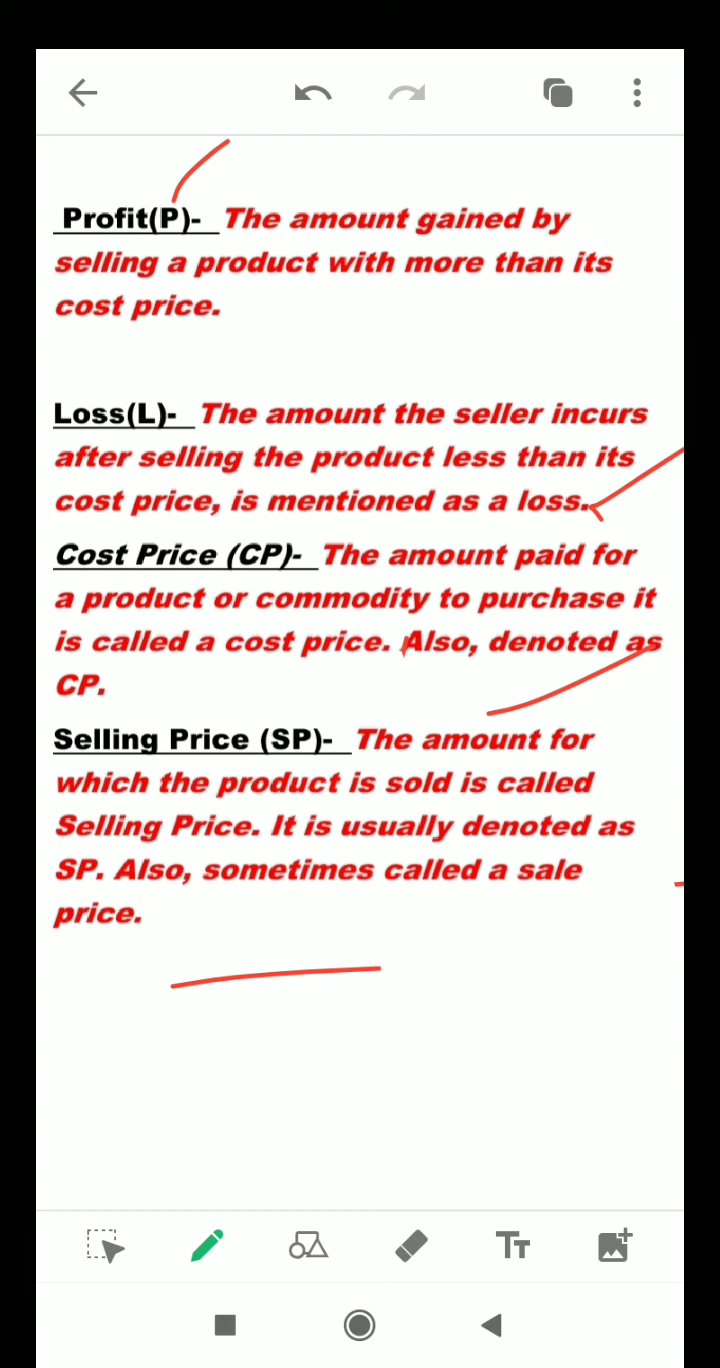 Profit(P)- The amount gained by
selling a product with more than its
cost price.
Loss(L)- The amount the seller incurs
after selling the product less than its
cost price, is mentioned as a loss.
Cost Price (CP)- The amount paid for
a product or commodity to purchase it
is called a cost price. Also, denoted as
CP.
Selling Price (SP)- The amount for
which the product is sold is called
Selling Price. It is usually denoted as
SP. Also, sometimes called a sale
price.
TT